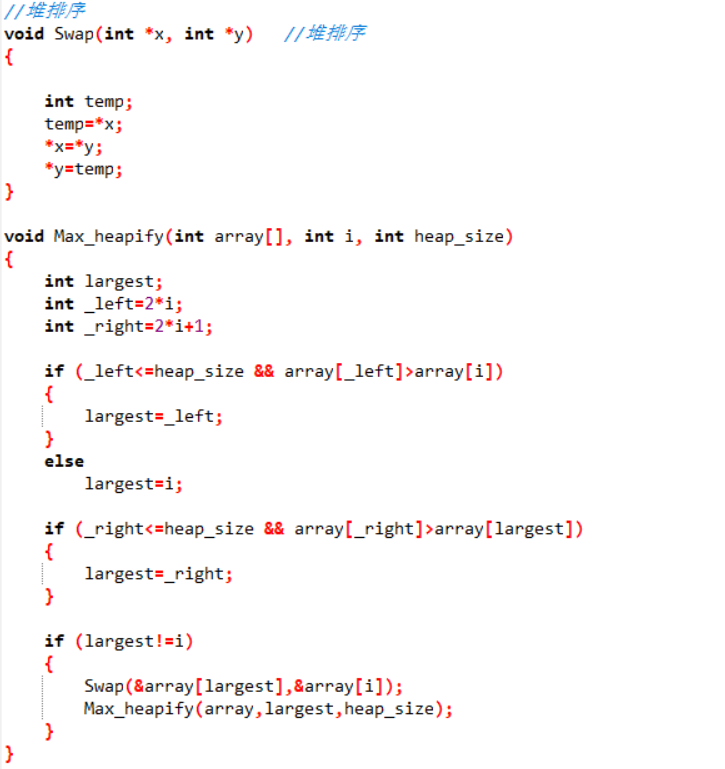 //堆排序
void Swap(int *x, int *y)   //堆排序
{

    int temp;
    temp=*x;
    *x=*y;
    *y=temp;
}

void Max_heapify(int array[], int i, int heap_size)
{
    int largest;
    int _left=2*i;
    int _right=2*i+1;

    if (_left<=heap_size && array[_left]>array[i])
    {
        largest=_left;
    }
    else
        largest=i;

    if (_right<=heap_size && array[_right]>array[largest])
    {
        largest=_right;
    }

    if (largest!=i)
    {
        Swap(&array[largest],&array[i]);
        Max_heapify(array,largest,heap_size);
    }
}